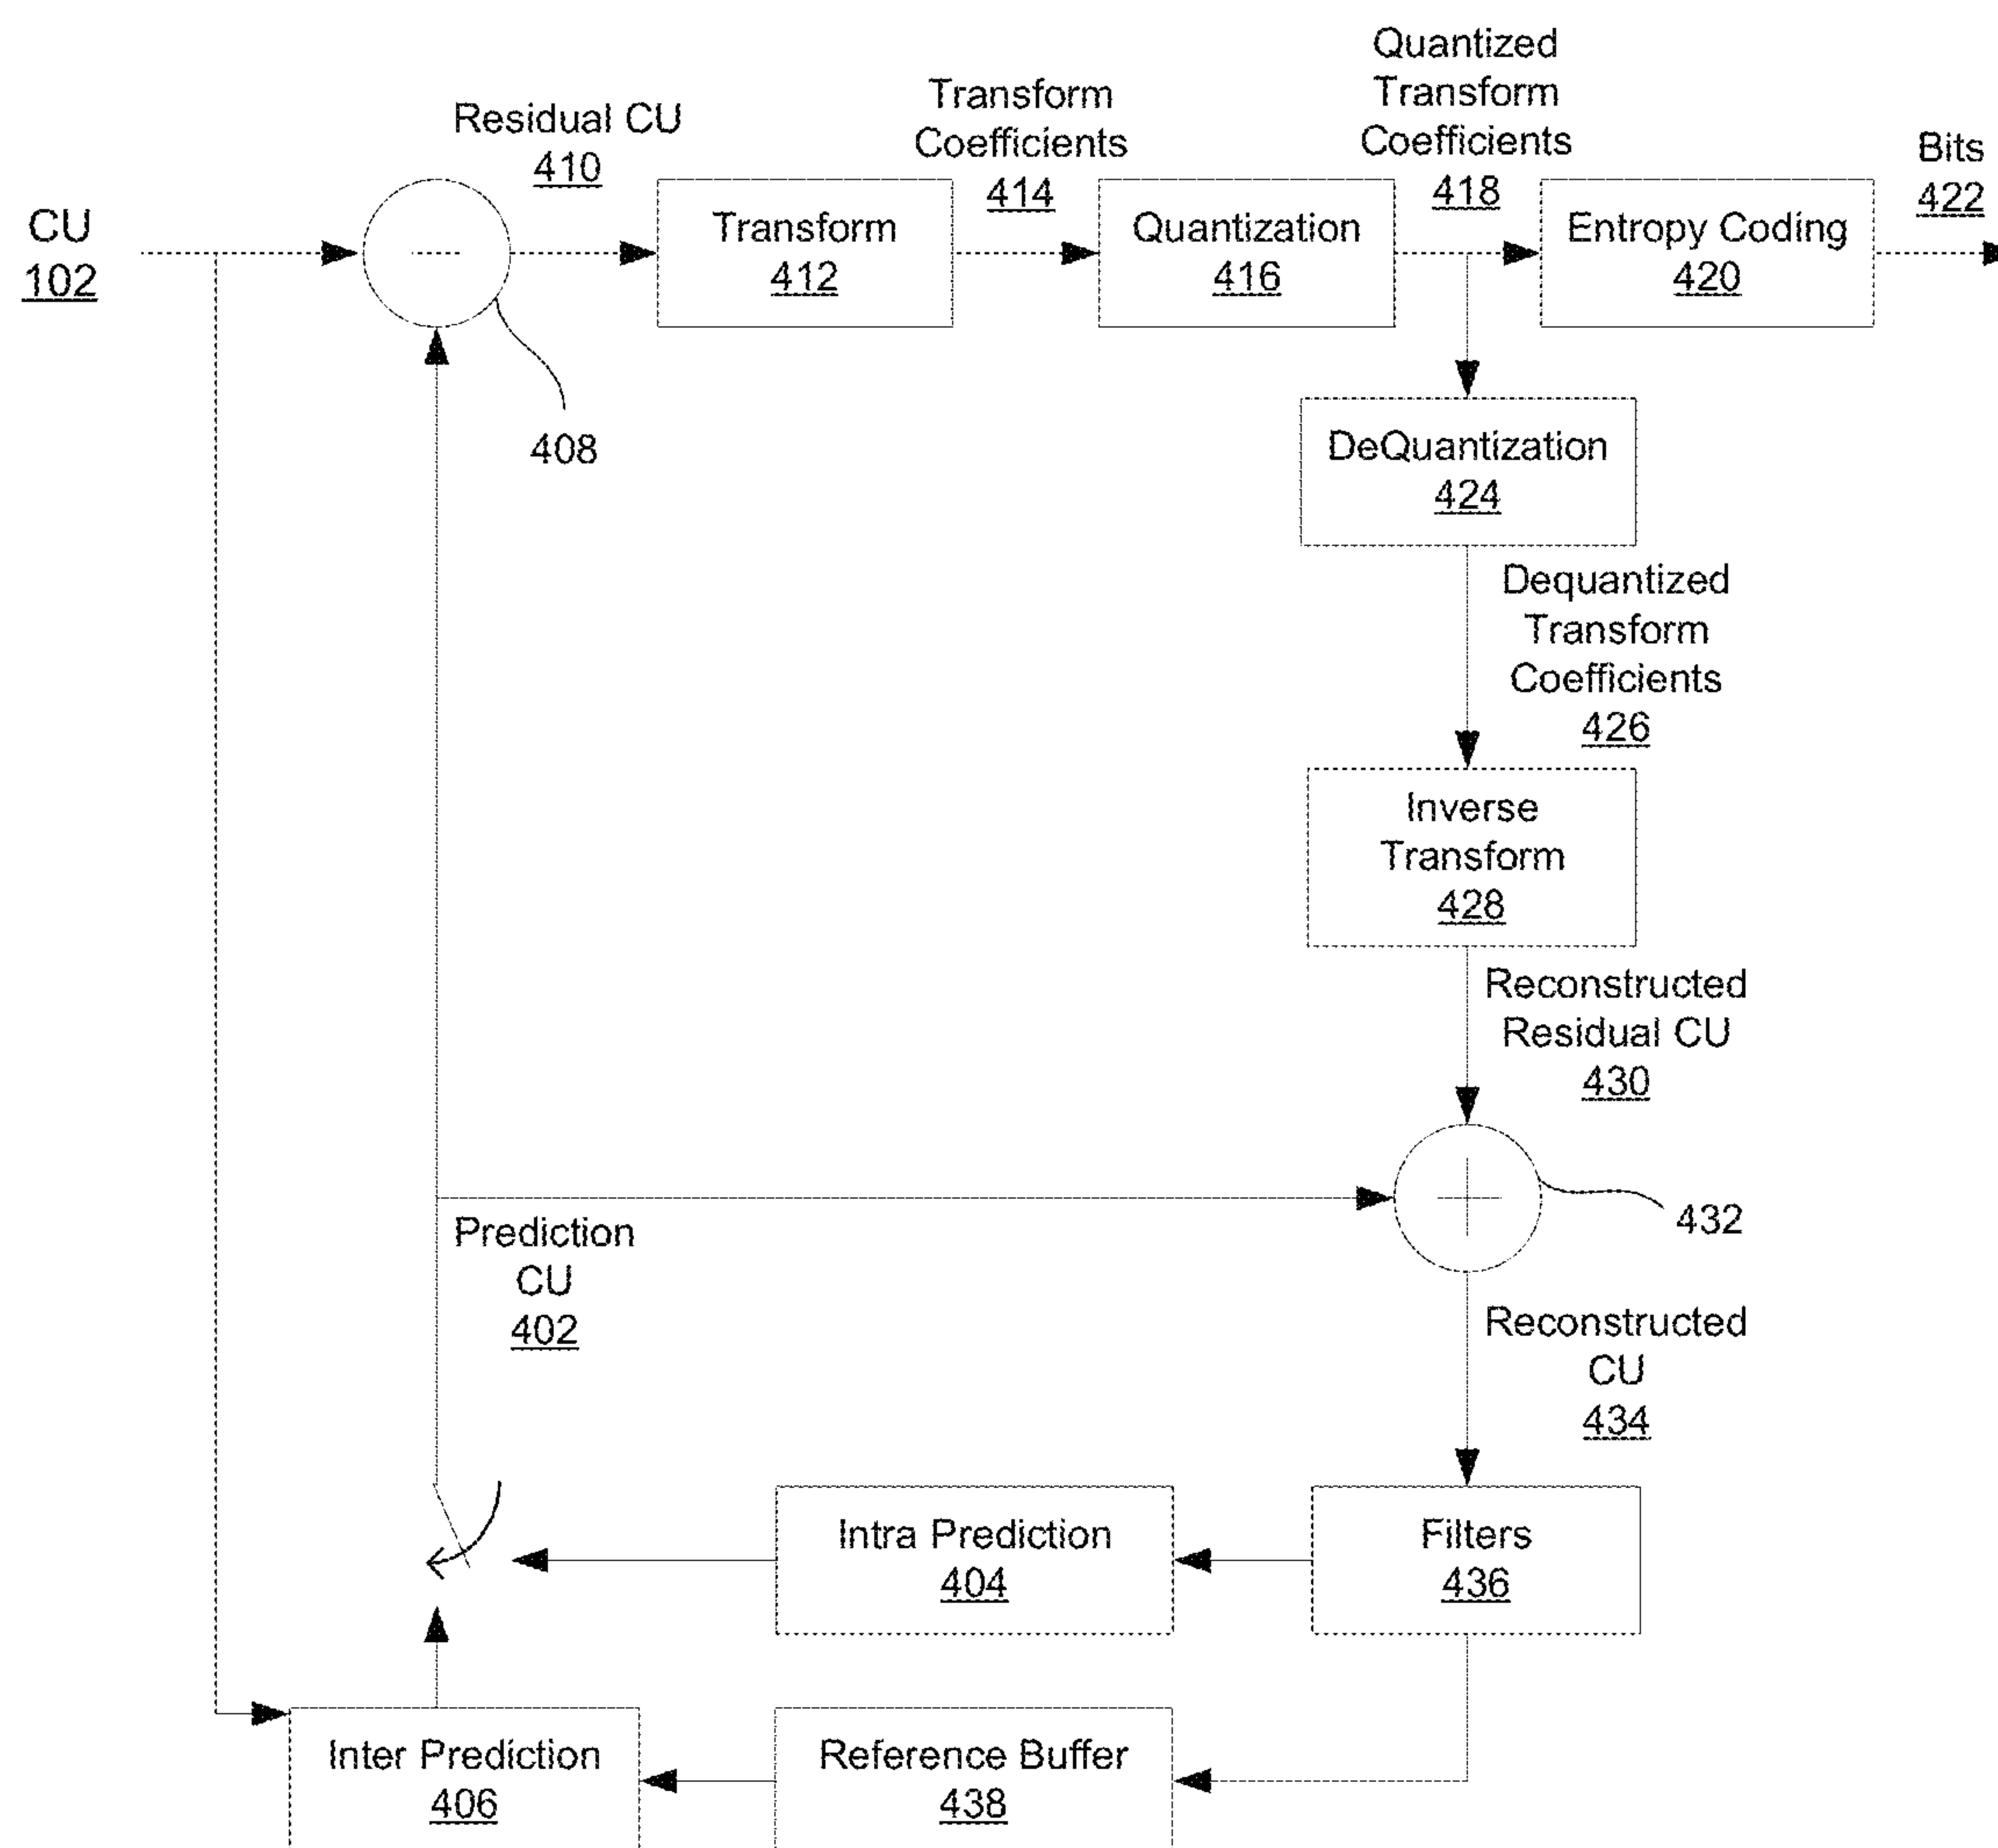 Residual CU
410
Transform
Coefficients
414
Quantized
Transform
Coefficients
418
Bits
422
CU
102
Transform
412
Quantization
416
Entropy Coding
420
408
DeQuantization
424
Dequantized
Transform
Coefficients
426
Inverse
Transform
428
Reconstructed
Residual CU
430
432
Prediction
CU
402
Reconstructed
CU
434
Intra Prediction
404
Filters
436
Inter Prediction
406
Reference Buffer
438